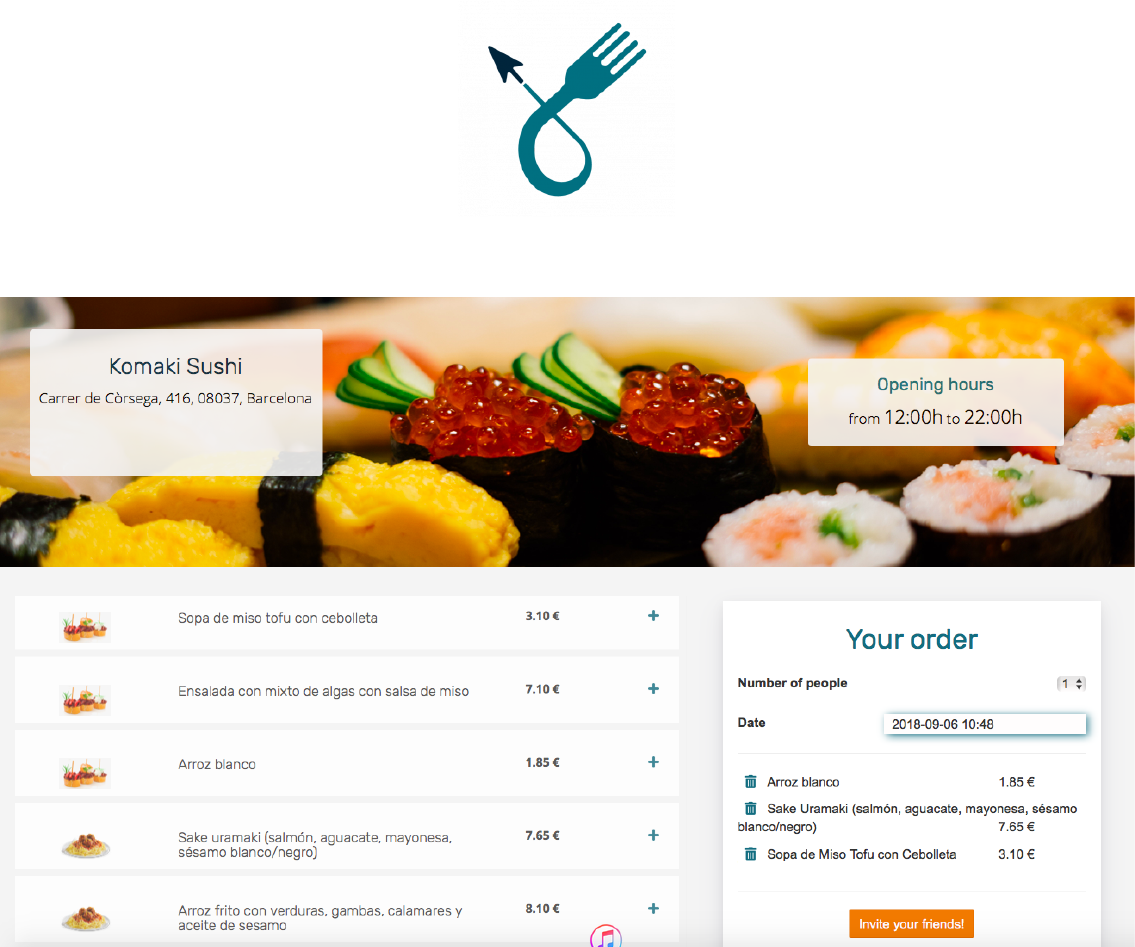 Komaki Sushi
Carrer de Còrsega, 416, 08037, Barcelona
Opening hours
from 12:00h to 22:00h
Sopa de miso tofu con cebolleta 3.10 € +
Ensalada con mixto de algas con salsa de miso 7.10 € +
Arroz blanco 1.85 € +
Sake uramaki (salmón, aguacate, mayonesa, 7.65 € +
sésamo blanco/negro)
Arroz frito con verduras, gambas, calamares y 8.10 € +
aceite de sesamo
Your order
Number of people 1
Date 2018-09-06 10:48
Arroz blanco 1.85 €
Sake Uramaki (salmón, aguacate, mayonesa, sésamo
blanco/negro) 7.65 €
Sopa de Miso Tofu con Cebolleta 3.10 €
Invite your friends!